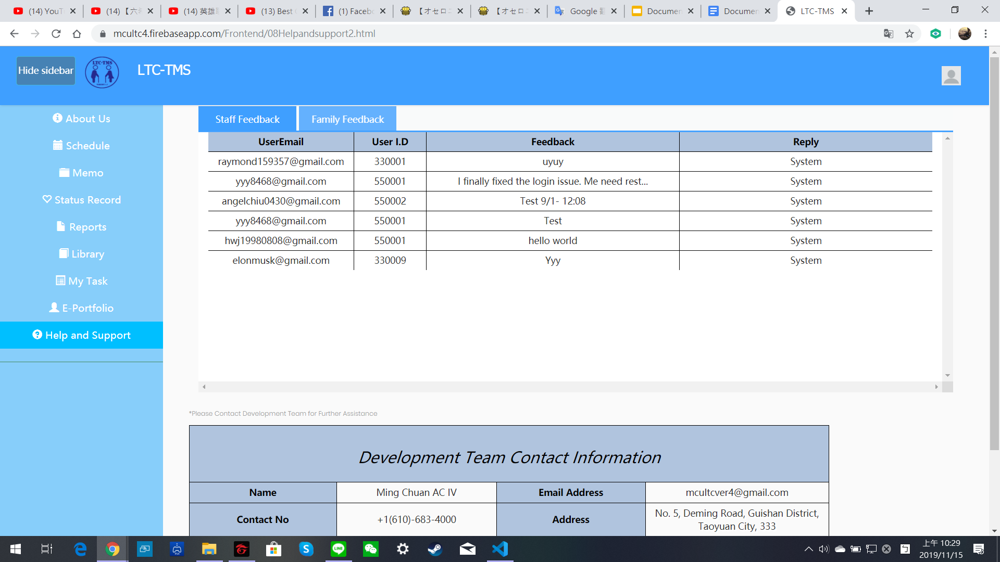 (14) YouT
(14) 【六
(14) 英雄
(13) Best
(1) Facebo
【オセロニ
【オセロニ
Google 翻
Documen
Documen
LTC-TMS
mcultc4.firebaseapp.com/Frontend/08Helpandsupport2.html
Hide sidebar
LTC-TMS
LTC-TMS
About Us
Schedule
Memo
Status Record
Reports
Library
My Task
E-Portfolio
Help and Support
Staff Feedback
Family Feedback
UserEmail User I.D Feedback Reply
raymond159357@gmail.com 330001 uyuy System
yyy8468@gmail.com 550001 I finally fixed the login issue. Me need rest... System
angelchiu0430@gmail.com 550002 Test 9/1- 12:08 System
yyy8468@gmail.com 550001 Test System
hwj19980808@gmail.com 550001 hello world System
elonmusk@gmail.com 330009 Yyy System
*Please Contact Development Team for Further Assistance
Development Team Contact Information
Name Ming Chuan AC IV Email Address mcultcver4@gmail.com
Contact No +1(610)-683-4000 Address No. 5, Deming Road, Guishan District,
Taoyuan City, 333
LINE
上午 10:29
2019/11/15